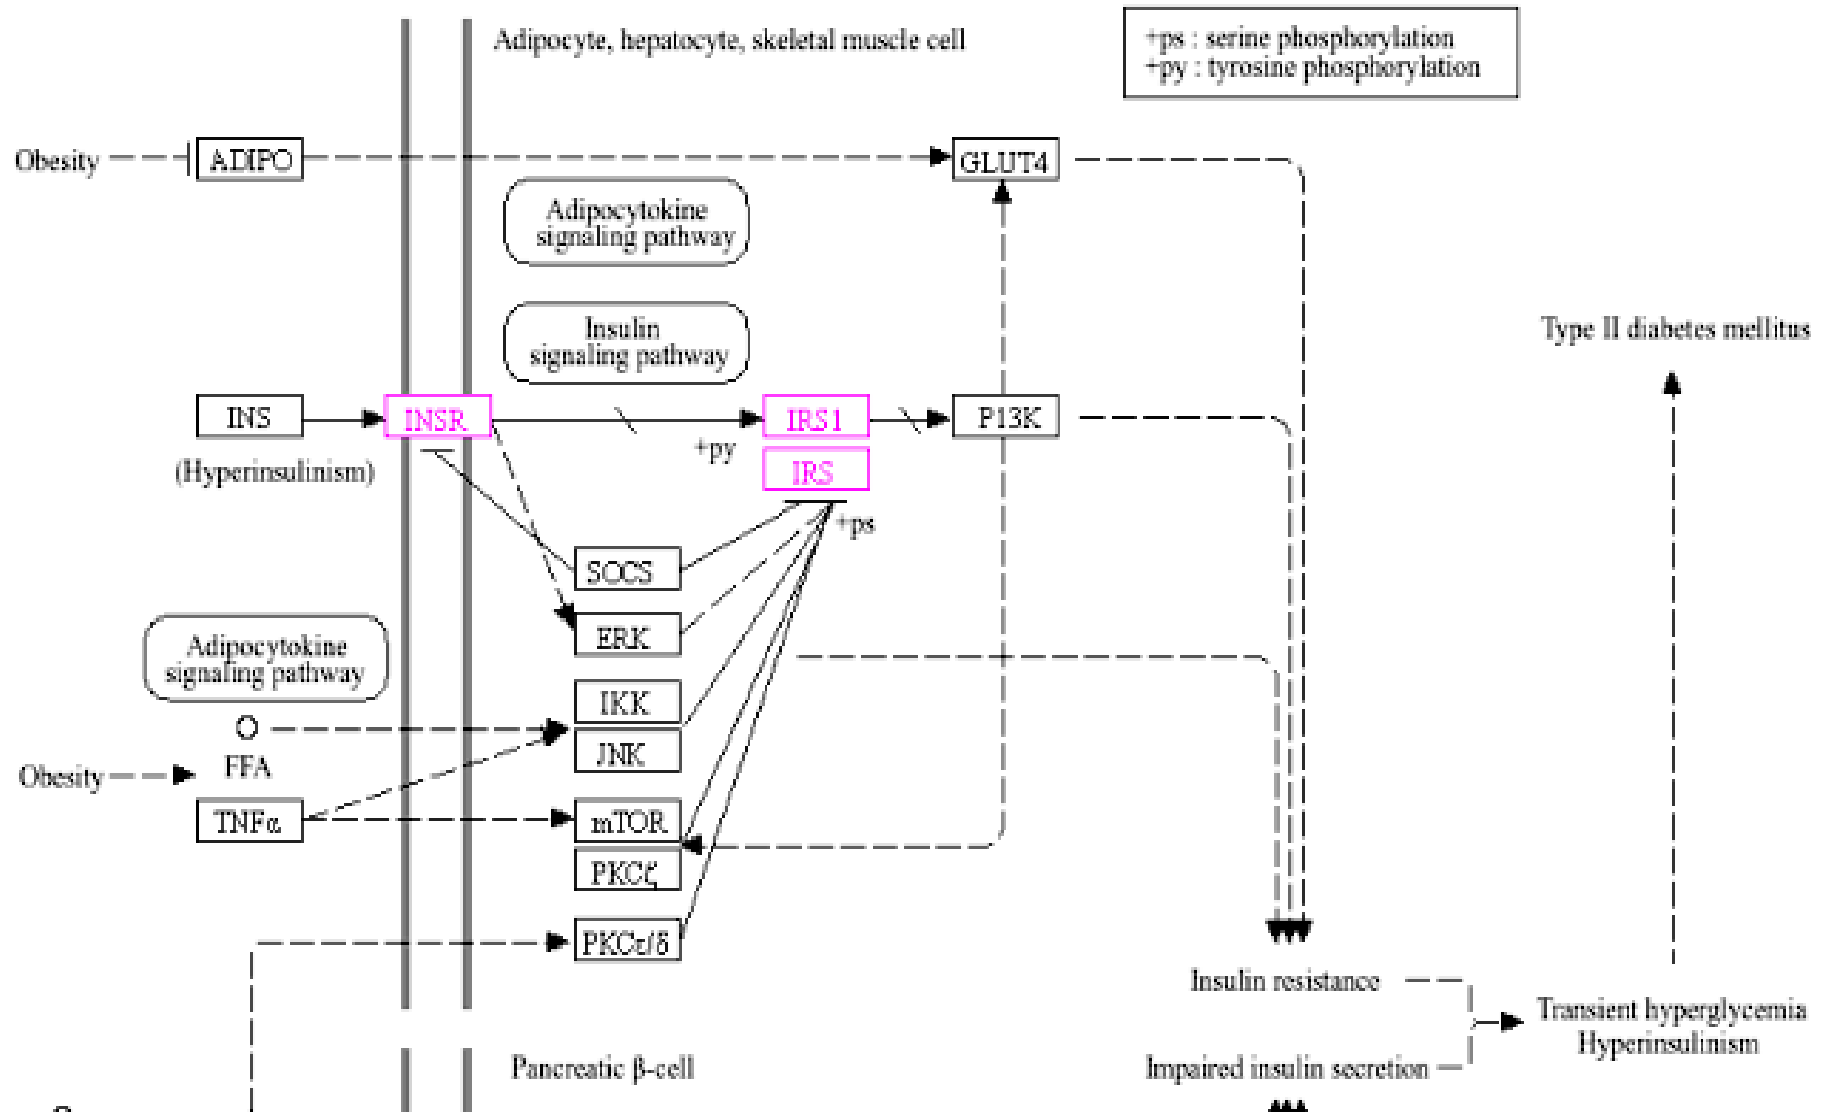 Adipocyte, hepatocyte, skeletal muscle cell
+ps : serine phosphorylation
+py : tyrosine phosphorylation
Obesity
ADIPO
GLUT4
Adipocytokine
signaling pathway
Insulin
signaling pathway
Type II diabetes mellitus
INS
INSR
IRS1
P13K
+py
(Hyperinsulinism)
IRS
+ps
SOCS
ERK
Adipocytokine
signaling pathway
IKK
JNK
FFA
Obesity
TNFα
mTOR
PKCζ
PKCε/δ
Insulin resistance
Transient hyperglycemia
Hyperinsulinism
Pancreatic β-cell
Impaired insulin secretion